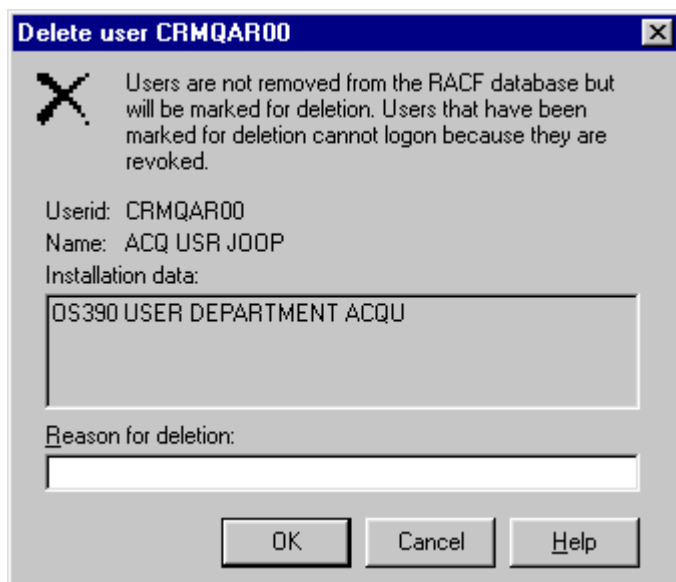 Delete user CRMQAR00
Users are not removed from the RACF database but
will be marked for deletion. Users that have been
marked for deletion cannot logon because they are
revoked.
Userid: CRMQAR00
Name: ACQ USR JOOP
Installation data:
OS390 USER DEPARTMENT ACQU
Reason for deletion:
OK Cancel Help